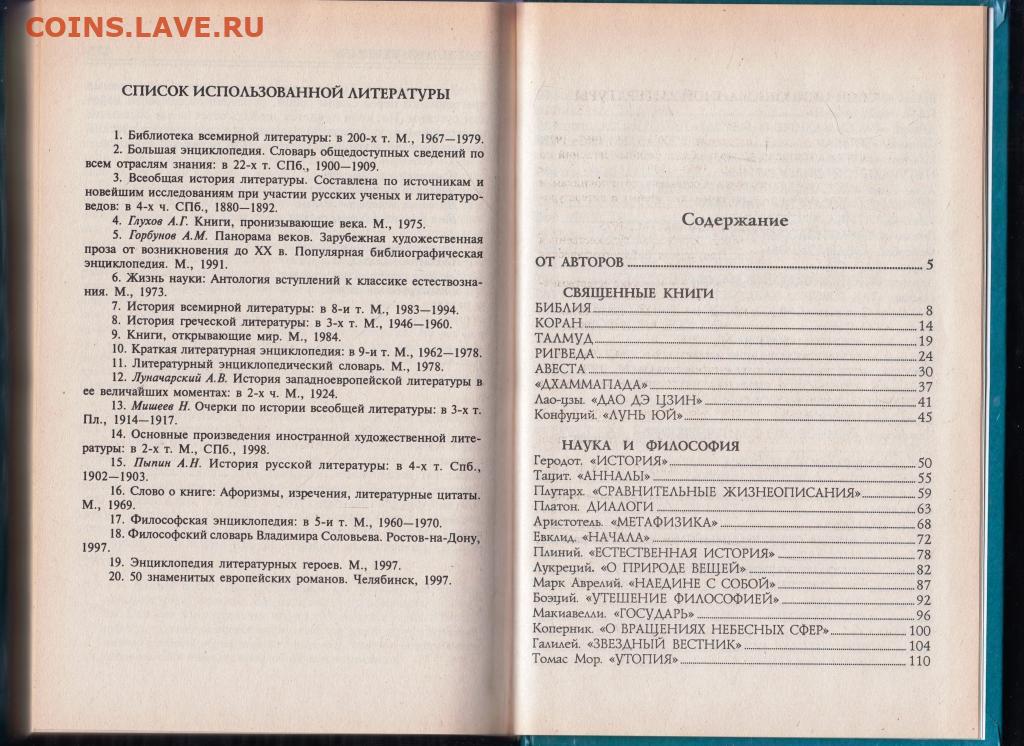 COINS.LAVE.RU
СПИСОК ИСПОЛЬЗОВАННОЙ ЛИТЕРАТУРЫ
1. Библиотека всемирной литературы: в 200-х т. М., 1967—1979.
2. Большая энциклопедия. Словарь общедоступных сведений по
всем отраслям знания: в 22-х т. СПб., 1900—1909.
3. Всеобщая история литературы. Составлена по источникам и
новейшим исследованиям при участии русских ученых и литературо-
ведов: в 4-х ч. СПб., 1880—1892.
4. Глухов А.Г. Книги, пронизывающие века. М., 1975.
5. Горбунов А.М. Панорама веков. Зарубежная художественная
проза от возникновения до XX в. Популярная библиографическая
энциклопедия. М., 1991.
6. Жизнь науки: Антология вступлений к классике естествозна-
ния. М., 1973.
7. История всемирной литературы: в 8-и т. М., 1983—1994.
8. История греческой литературы: в 3-х т. М., 1946—1960.
9. Книги, открывающие мир. М., 1984.
10. Краткая литературная энциклопедия: в 9-и т. М., 1962—1978.
11. Литературный энциклопедический словарь. М., 1978.
12. Луначарский А.В. История западноевропейской литературы в
ее величайших моментах: в 2-х ч. М., 1924.
13. Мишеев Н. Очерки по истории всеобщей литературы: в 3-х т.
Пл., 1914—1917.
14. Основные произведения иностранной художественной лите-
ратуры: в 2-х т. М., СПб., 1998.
15. Пыпин А.Н. История русской литературы: в 4-х т. Спб.,
1902—1903.
16. Слово о книге: Афоризмы, изречения, литературные цитаты.
М., 1969.
17. Философская энциклопедия: в 5-и т. М., 1960—1970.
18. Философский словарь Владимира Соловьева. Ростов-на-Дону,
1997.
19. Энциклопедия литературных героев. М., 1997.
20. 50 знаменитых европейских романов. Челябинск, 1997.
Содержание
ОТ АВТОРОВ 5
СВЯЩЕННЫЕ КНИГИ
БИБЛИЯ 8
КОРАН 14
ТАЛМУД 19
РИГВЕДА 24
АВЕСТА 30
«ДХАММАПАДА» 37
Лао-цзы. «ДАО ДЭ ЦЗИН» 41
Конфуций. «ЛУНЬ ЮЙ» 45
НАУКА И ФИЛОСОФИЯ
Геродот. «ИСТОРИЯ» 50
Тацит. «АННАЛЫ» 55
Плутарх. «СРАВНИТЕЛЬНЫЕ ЖИЗНЕОПИСАНИЯ» 59
Платон. ДИАЛОГИ 63
Аристотель. «МЕТАФИЗИКА» 68
Евклид. «НАЧАЛА» 72
Плиний. «ЕСТЕСТВЕННАЯ ИСТОРИЯ» 78
Лукреций. «О ПРИРОДЕ ВЕЩЕЙ» 82
Марк Аврелий. «НАЕДИНЕ С СОБОЙ» 87
Боэций. «УТЕШЕНИЕ ФИЛОСОФИЕЙ» 92
Макиавелли. «ГОСУДАРЬ» 96
Коперник. «О ВРАЩЕНИЯХ НЕБЕСНЫХ СФЕР» 100
Галилей. «ЗВЕЗДНЫЙ ВЕСТНИК» 104
Томас Мор. «УТОПИЯ» 110